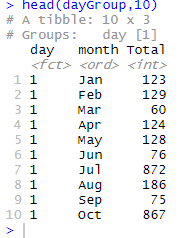 > head(dayGroup,10)
# A tibble: 10 x 3
# Groups:   day [1]
   day   month Total
   <fct> <ord> <int>
 1 1     Jan     123
 2 1     Feb     129
 3 1     Mar      60
 4 1     Apr     124
 5 1     May     128
 6 1     Jun      76
 7 1     Jul     872
 8 1     Aug     186
 9 1     Sep      75
10 1     Oct     867
>